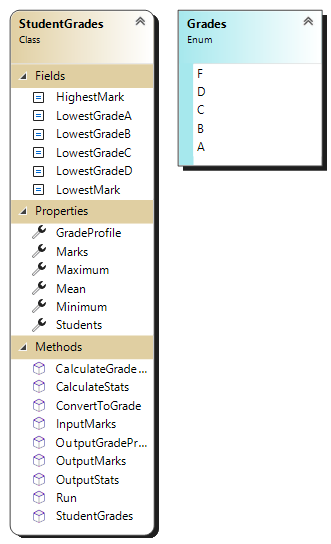 StudentGrades
Class
Fields
HighestMark
LowestGradeA
LowestGradeB
LowestGradeC
LowestGradeD
LowestMark
Properties
GradeProfile
Marks
Maximum
Mean
Minimum
Students
Methods
CalculateGrade...
CalculateStats
ConvertToGrade
InputMarks
OutputGradePr...
OutputMarks
OutputStats
Run
StudentGrades
Grades
Enum
F
D
C
B
A